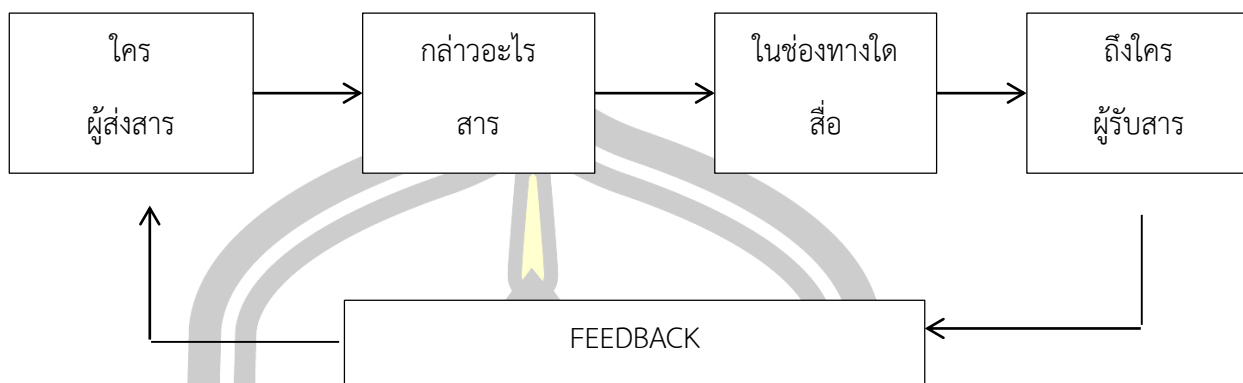 ใคร
ผู้ส่งสาร
กล่าวอะไร
สาร
ในช่องทางใด
สื่อ
ถึงใคร
ผู้รับสาร
FEEDBACK